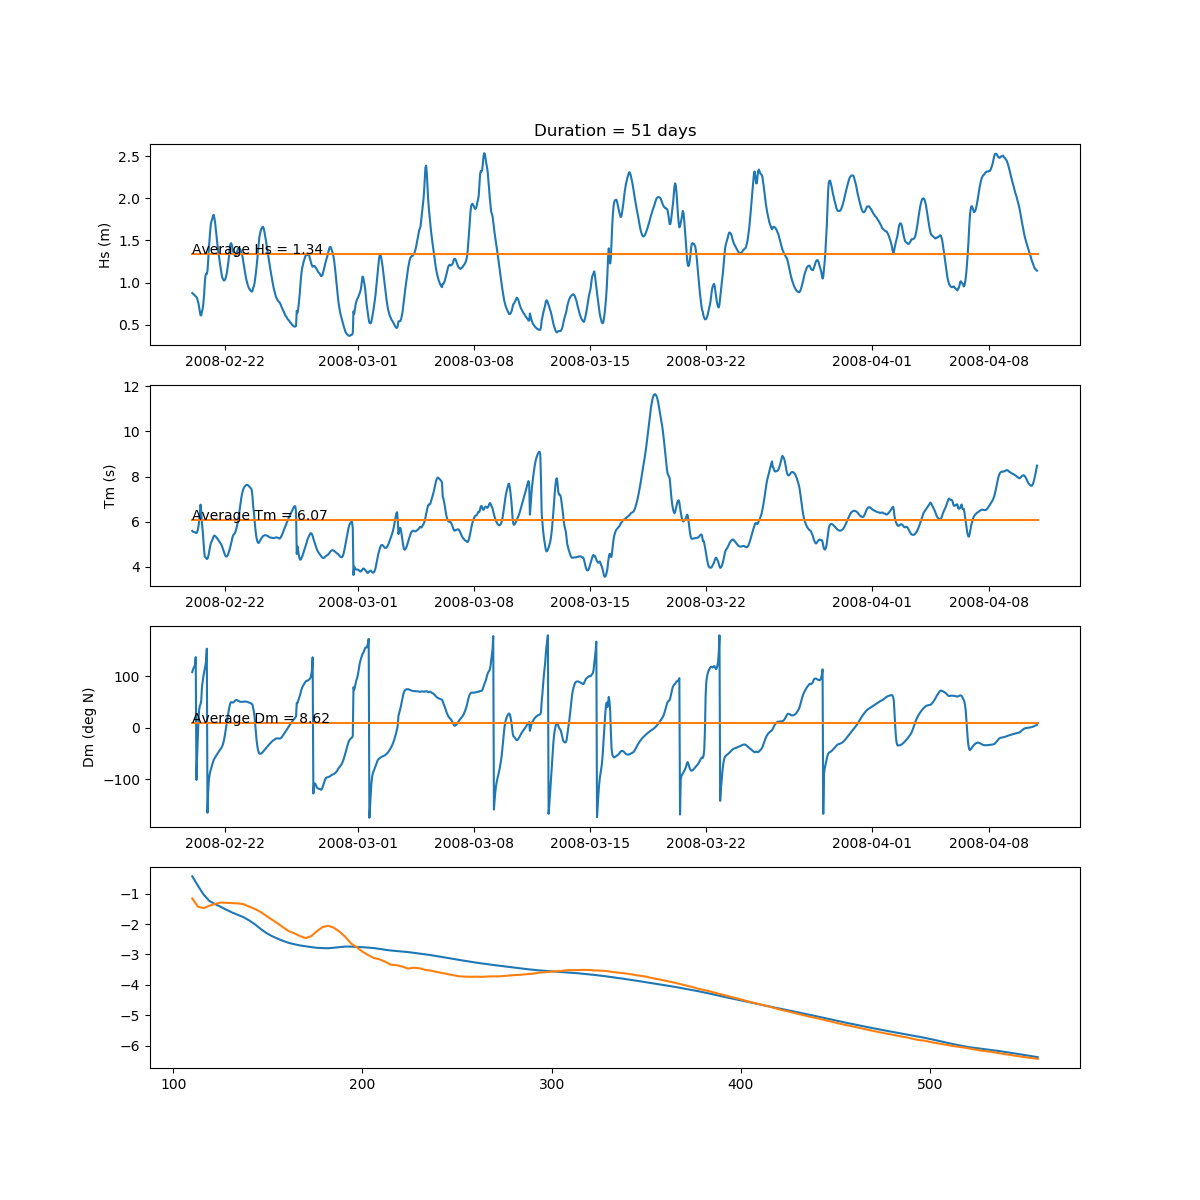 Duration = 51 days
2.5
2.0
1.5
1.0
0.5
Hs (m)
Average Hs = 1.34
2008-02-22 2008-03-01 2008-03-08 2008-03-15 2008-03-22 2008-04-01 2008-04-08
12
10
8
6
4
Tm (s)
Average Tm = 6.07
2008-02-22 2008-03-01 2008-03-08 2008-03-15 2008-03-22 2008-04-01 2008-04-08
100
0
−100
Dm (deg N)
Average Dm = 8.62
2008-02-22 2008-03-01 2008-03-08 2008-03-15 2008-03-22 2008-04-01 2008-04-08
−1
−2
−3
−4
−5
−6
100 200 300 400 500